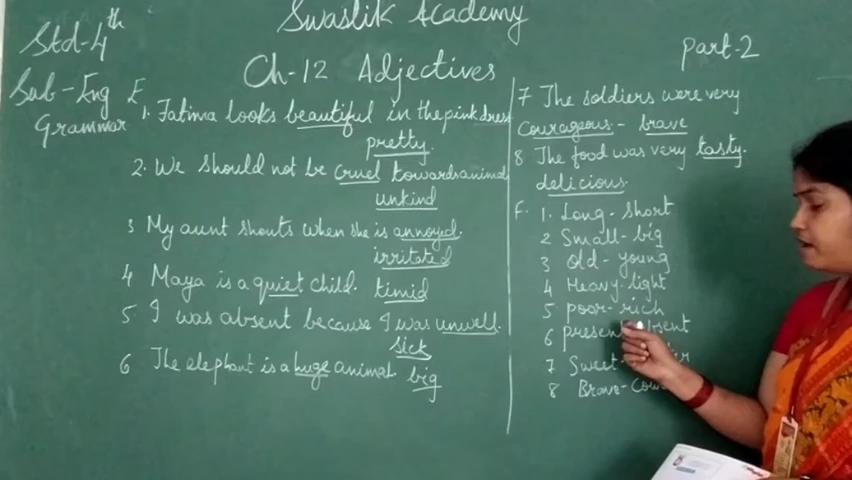 Swaslik Academy
Std-4th
Part-2
Ch-12 Adjectives
Sub-Eng
Grammar
E
1. Fatima looks beautiful in the pink dress
pretty.
2. We should not be cruel towards animal
unkind
3 My aunt shouts when she is annoyed.
irritated
4 Maya is a quiet child. timid
5 I was absent because I was unwell.
Sick
6 The elephant is a huge animal big
7 The soldiers were very
Courageous - brave
8 The food was very tasty.
delicious.
F. 1. Long - Short
2 Small - big
3 Old - young
4 Heavy - light
5 poor - rich
6 present
7 Sweet
8 Brave -